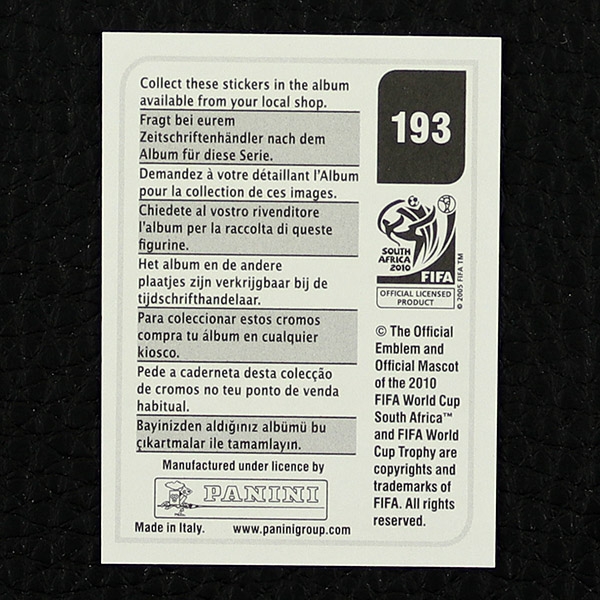 Collect these stickers in the album
available from your local shop.
Fragt bei eurem
Zeitschriftenhändler nach dem
Album für diese Serie.
Demandez à votre détaillant l'Album
pour la collection de ces images.
Chiedete al vostro rivenditore
l'album per la raccolta di queste
figurine.
Het album en de andere
plaatjes zijn verkrijgbaar bij de
tijdschrifthandelaar.
Para coleccionar estos cromos
compra tu álbum en cualquier
kiosco.
Pede a caderneta desta colecção
de cromos no teu ponto de venda
habitual.
Bayinizden aldığınız albümü bu
çıkartmalar ile tamamlayın.
Manufactured under licence by
PANINI
Made in Italy. www.paninigroup.com
193
SOUTH
AFRICA
2010
FIFA
OFFICIAL LICENSED
PRODUCT
© 2005 FIFA TM
© The Official
Emblem and
Official Mascot
of the 2010
FIFA World Cup
South Africa™
and FIFA World
Cup Trophy are
copyrights and
trademarks of
FIFA. All rights
reserved.